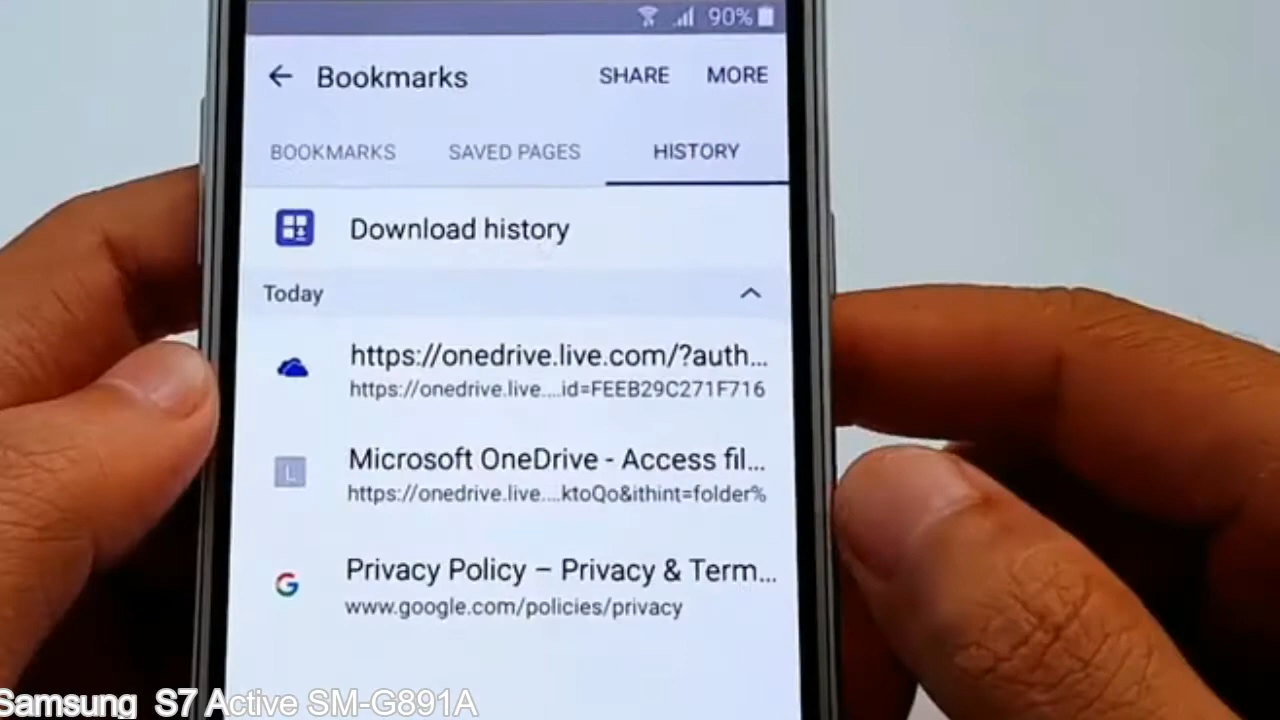 90%
Bookmarks SHARE MORE
BOOKMARKS SAVED PAGES HISTORY
Download history
Today
https://onedrive.live.com/?auth...
https://onedrive.live....id=FEEB29C271F716
L
Microsoft OneDrive - Access fil...
https://onedrive.live....ktoQo&ithint=folder%
G
Privacy Policy – Privacy & Term...
www.google.com/policies/privacy
Samsung S7 Active SM-G891A